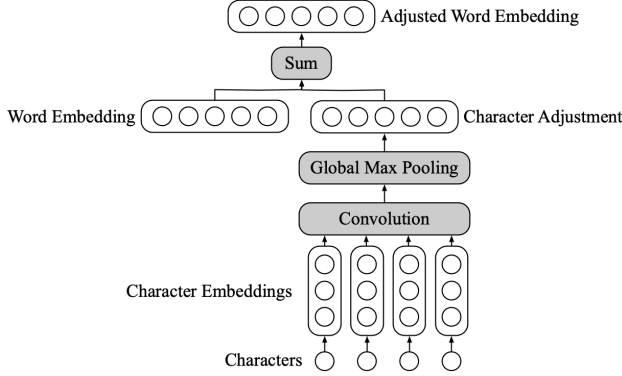 Adjusted Word Embedding
Sum
Word Embedding
Character Adjustment
Global Max Pooling
Convolution
Character Embeddings
Characters